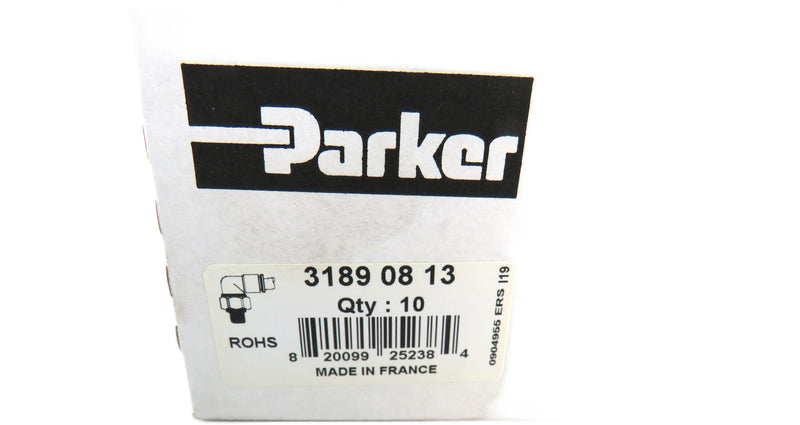 Parker
3189 08 13
Qty : 10
ROHS
8 20099 25238 4
MADE IN FRANCE
0904955 ERS I19